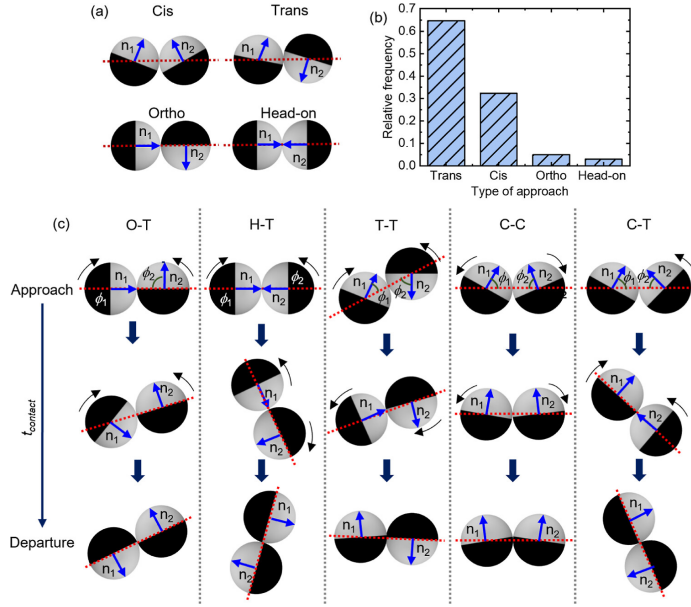 (a)
Cis
Trans
n1
n2
n1
n2
Ortho
Head-on
n1
n2
n1
n2
(b)
Relative frequency
0.7
0.6
0.5
0.4
0.3
0.2
0.1
0.0
Trans
Cis
Ortho
Head-on
Type of approach
(c)
O-T
H-T
T-T
C-C
C-T
Approach
n1
ϕ1
ϕ2
n2
n1
ϕ1
ϕ2
n2
n1
ϕ1
ϕ2
n2
n1
ϕ1
ϕ2
n2
n1
ϕ1
ϕ2
n2
tcontact
n1
n2
n1
n2
n1
n2
n1
n2
n1
n2
Departure
n1
n2
n1
n2
n1
n2
n1
n2
n1
n2